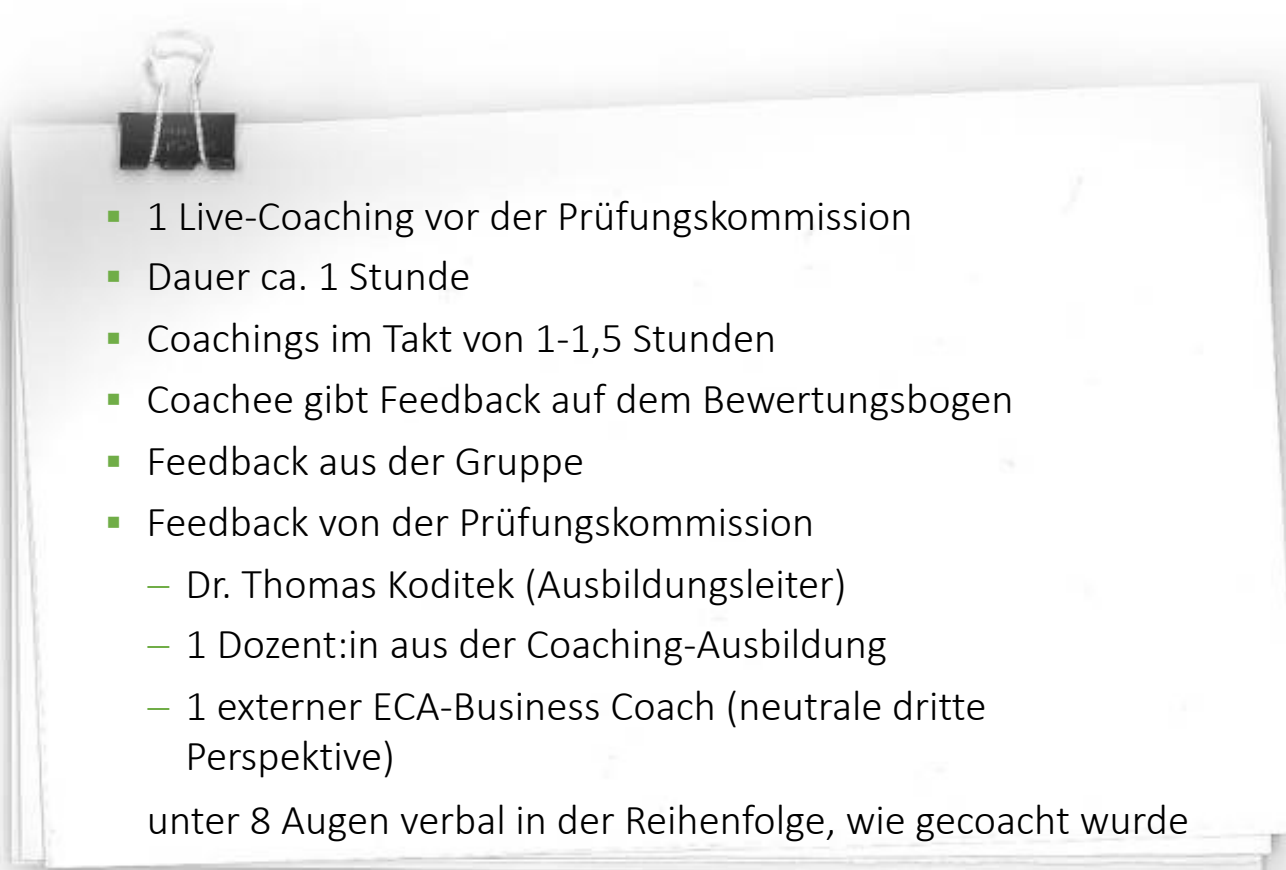 ▪ 1 Live-Coaching vor der Prüfungskommission
▪ Dauer ca. 1 Stunde
▪ Coachings im Takt von 1-1,5 Stunden
▪ Coachee gibt Feedback auf dem Bewertungsbogen
▪ Feedback aus der Gruppe
▪ Feedback von der Prüfungskommission
– Dr. Thomas Koditek (Ausbildungsleiter)
– 1 Dozent:in aus der Coaching-Ausbildung
– 1 externer ECA-Business Coach (neutrale dritte
Perspektive)
unter 8 Augen verbal in der Reihenfolge, wie gecoacht wurde